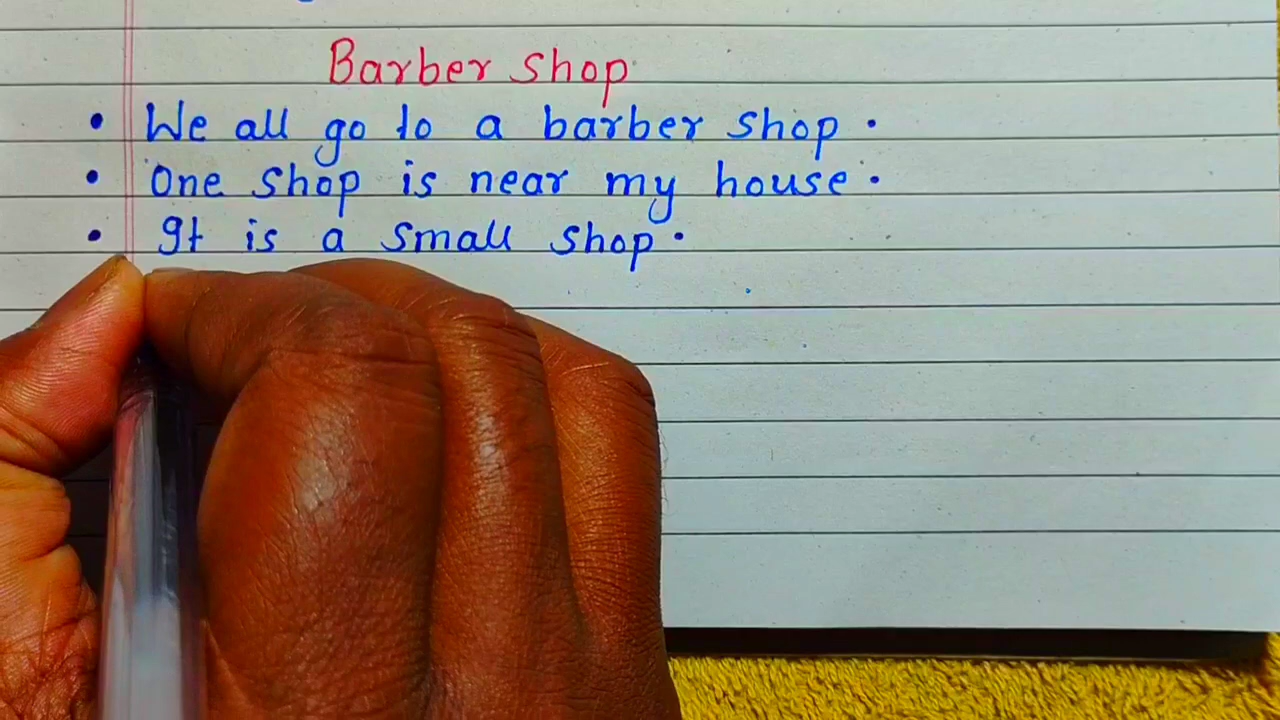 Barber shop
• We all go to a barber shop.
• One shop is near my house.
• It is a small shop.